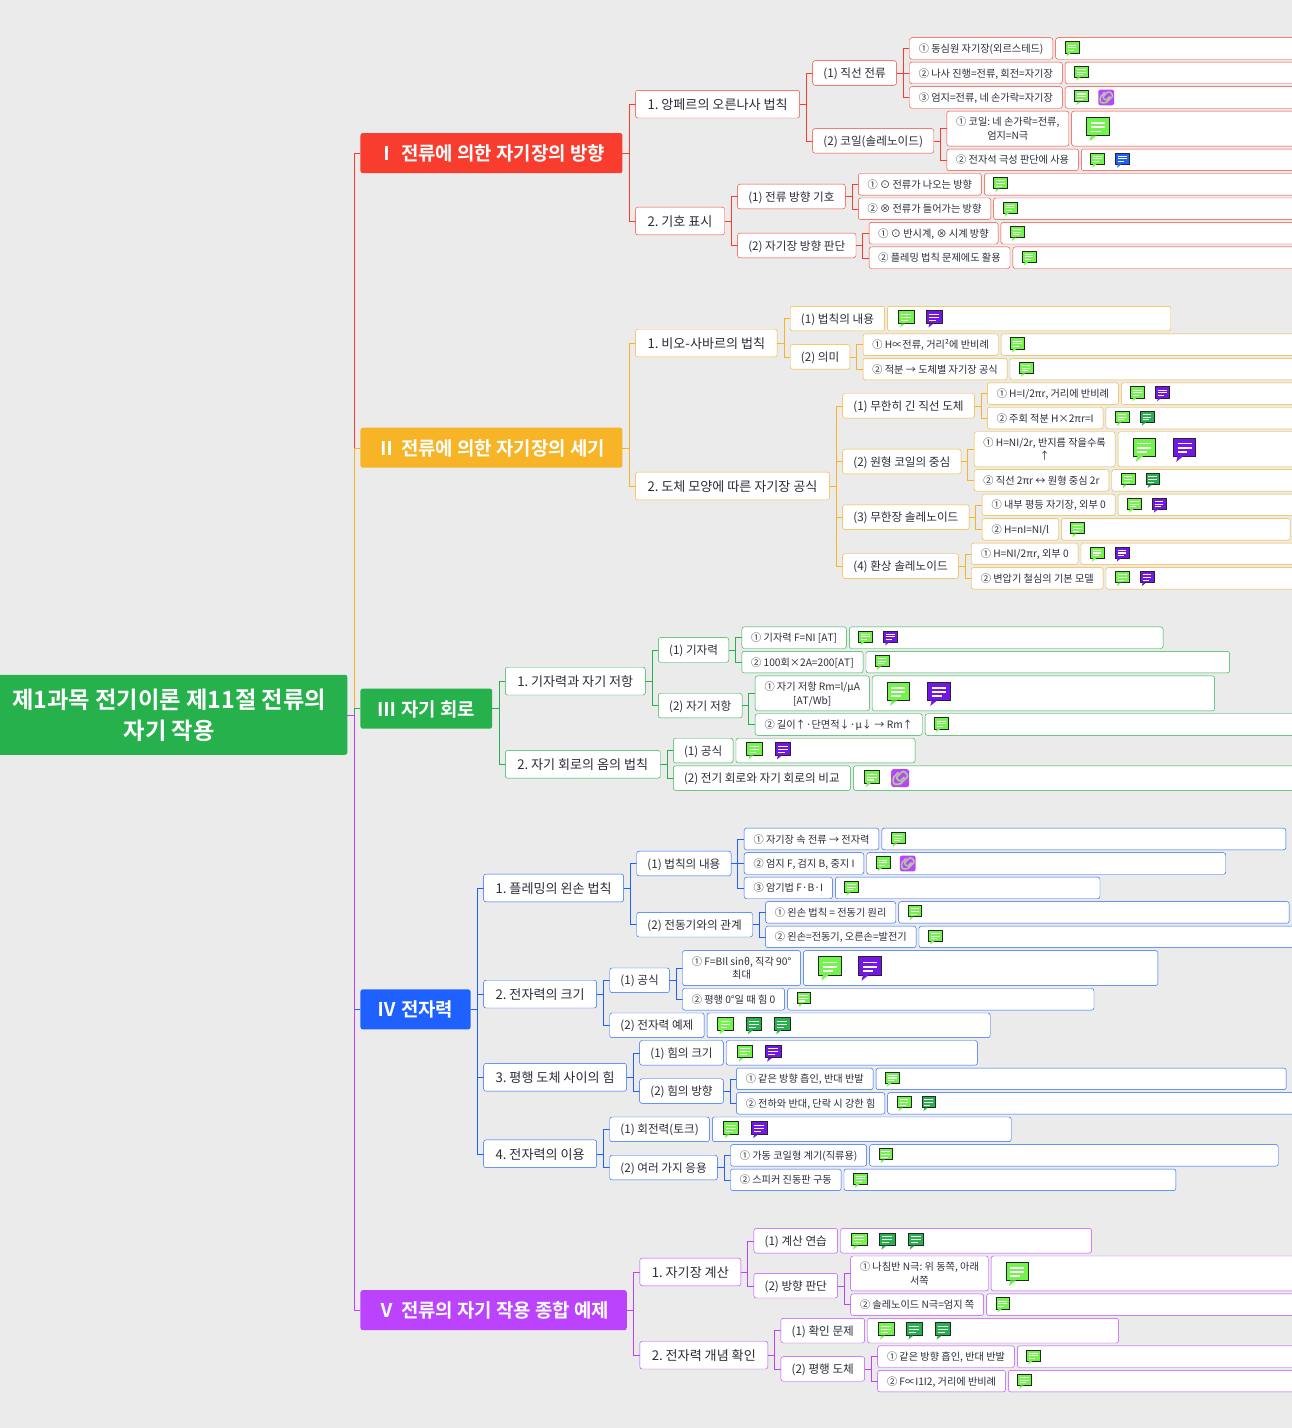 제1과목 전기이론 제11절 전류의
자기 작용
Ⅰ 전류에 의한 자기장의 방향
1. 앙페르의 오른나사 법칙
(1) 직선 전류
① 동심원 자기장(외르스테드)
② 나사 진행=전류, 회전=자기장
③ 엄지=전류, 네 손가락=자기장
(2) 코일(솔레노이드)
① 코일: 네 손가락=전류,
엄지=N극
② 전자석 극성 판단에 사용
2. 기호 표시
(1) 전류 방향 기호
① ⊙ 전류가 나오는 방향
② ⊗ 전류가 들어가는 방향
(2) 자기장 방향 판단
① ⊙ 반시계, ⊗ 시계 방향
② 플레밍 법칙 문제에도 활용
Ⅱ 전류에 의한 자기장의 세기
1. 비오-사바르의 법칙
(1) 법칙의 내용
(2) 의미
① H∝전류, 거리²에 반비례
② 적분 → 도체별 자기장 공식
2. 도체 모양에 따른 자기장 공식
(1) 무한히 긴 직선 도체
① H=I/2πr, 거리에 반비례
② 주회 적분 H×2πr=I
(2) 원형 코일의 중심
① H=NI/2r, 반지름 작을수록
↑
② 직선 2πr ↔ 원형 중심 2r
(3) 무한장 솔레노이드
① 내부 평등 자기장, 외부 0
② H=nI=NI/l
(4) 환상 솔레노이드
① H=NI/2πr, 외부 0
② 변압기 철심의 기본 모델
Ⅲ 자기 회로
1. 기자력과 자기 저항
(1) 기자력
① 기자력 F=NI [AT]
② 100회×2A=200[AT]
(2) 자기 저항
① 자기 저항 Rm=l/μA
[AT/Wb]
② 길이↑·단면적↓·μ↓ → Rm↑
2. 자기 회로의 옴의 법칙
(1) 공식
(2) 전기 회로와 자기 회로의 비교
Ⅳ 전자력
1. 플레밍의 왼손 법칙
(1) 법칙의 내용
① 자기장 속 전류 → 전자력
② 엄지 F, 검지 B, 중지 I
③ 암기법 F·B·I
(2) 전동기와의 관계
① 왼손 법칙 = 전동기 원리
② 왼손=전동기, 오른손=발전기
2. 전자력의 크기
(1) 공식
① F=BIl sinθ, 직각 90°
최대
② 평행 0°일 때 힘 0
(2) 전자력 예제
3. 평행 도체 사이의 힘
(1) 힘의 크기
(2) 힘의 방향
① 같은 방향 흡인, 반대 반발
② 전하와 반대, 단락 시 강한 힘
4. 전자력의 이용
(1) 회전력(토크)
(2) 여러 가지 응용
① 가동 코일형 계기(직류용)
② 스피커 진동판 구동
Ⅴ 전류의 자기 작용 종합 예제
1. 자기장 계산
(1) 계산 연습
(2) 방향 판단
① 나침반 N극: 위 동쪽, 아래
서쪽
② 솔레노이드 N극=엄지 쪽
2. 전자력 개념 확인
(1) 확인 문제
(2) 평행 도체
① 같은 방향 흡인, 반대 반발
② F∝I1I2, 거리에 반비례